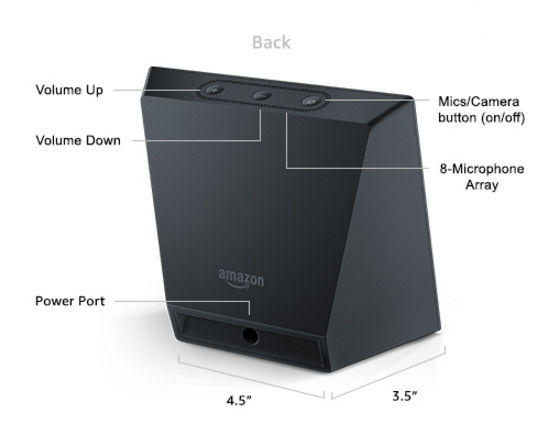 Back
Volume Up
Mics/Camera
button (on/off)
Volume Down
8-Microphone
Array
amazon
Power Port
4.5"
3.5"